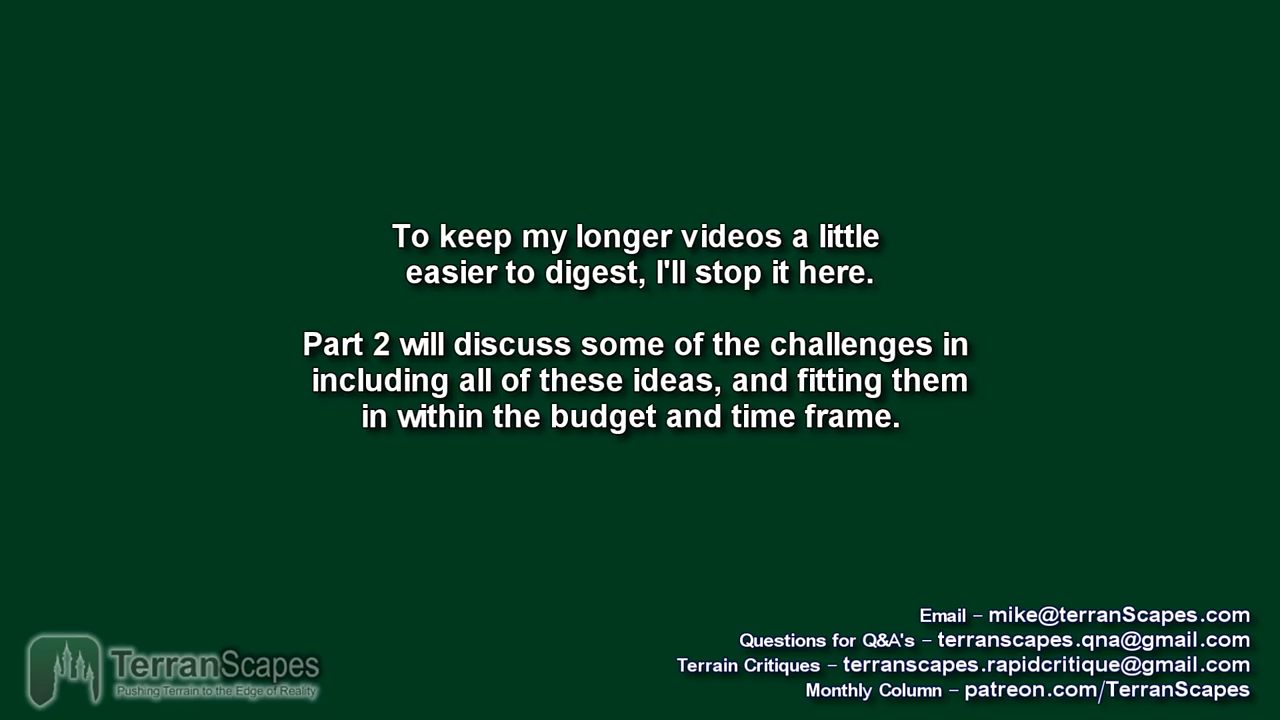 To keep my longer videos a little
easier to digest, I'll stop it here.
Part 2 will discuss some of the challenges in
including all of these ideas, and fitting them
in within the budget and time frame.
Email – mike@terranScapes.com
Questions for Q&A's – terranscapes.qna@gmail.com
Terrain Critiques – terranscapes.rapidcritique@gmail.com
Monthly Column – patreon.com/TerranScapes
TerranScapes
Pushing Terrain to the Edge of Reality